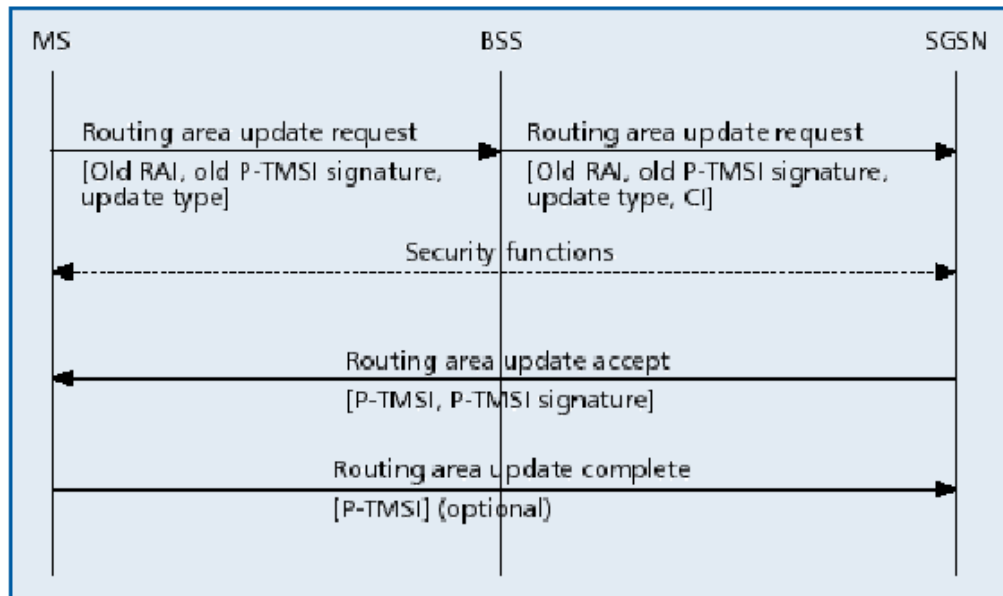 MS
BSS
SGSN
Routing area update request
[Old RAI, old P-TMSI signature,
update type]
Routing area update request
[Old RAI, old P-TMSI signature,
update type, CI]
Security functions
Routing area update accept
[P-TMSI, P-TMSI signature]
Routing area update complete
[P-TMSI] (optional)